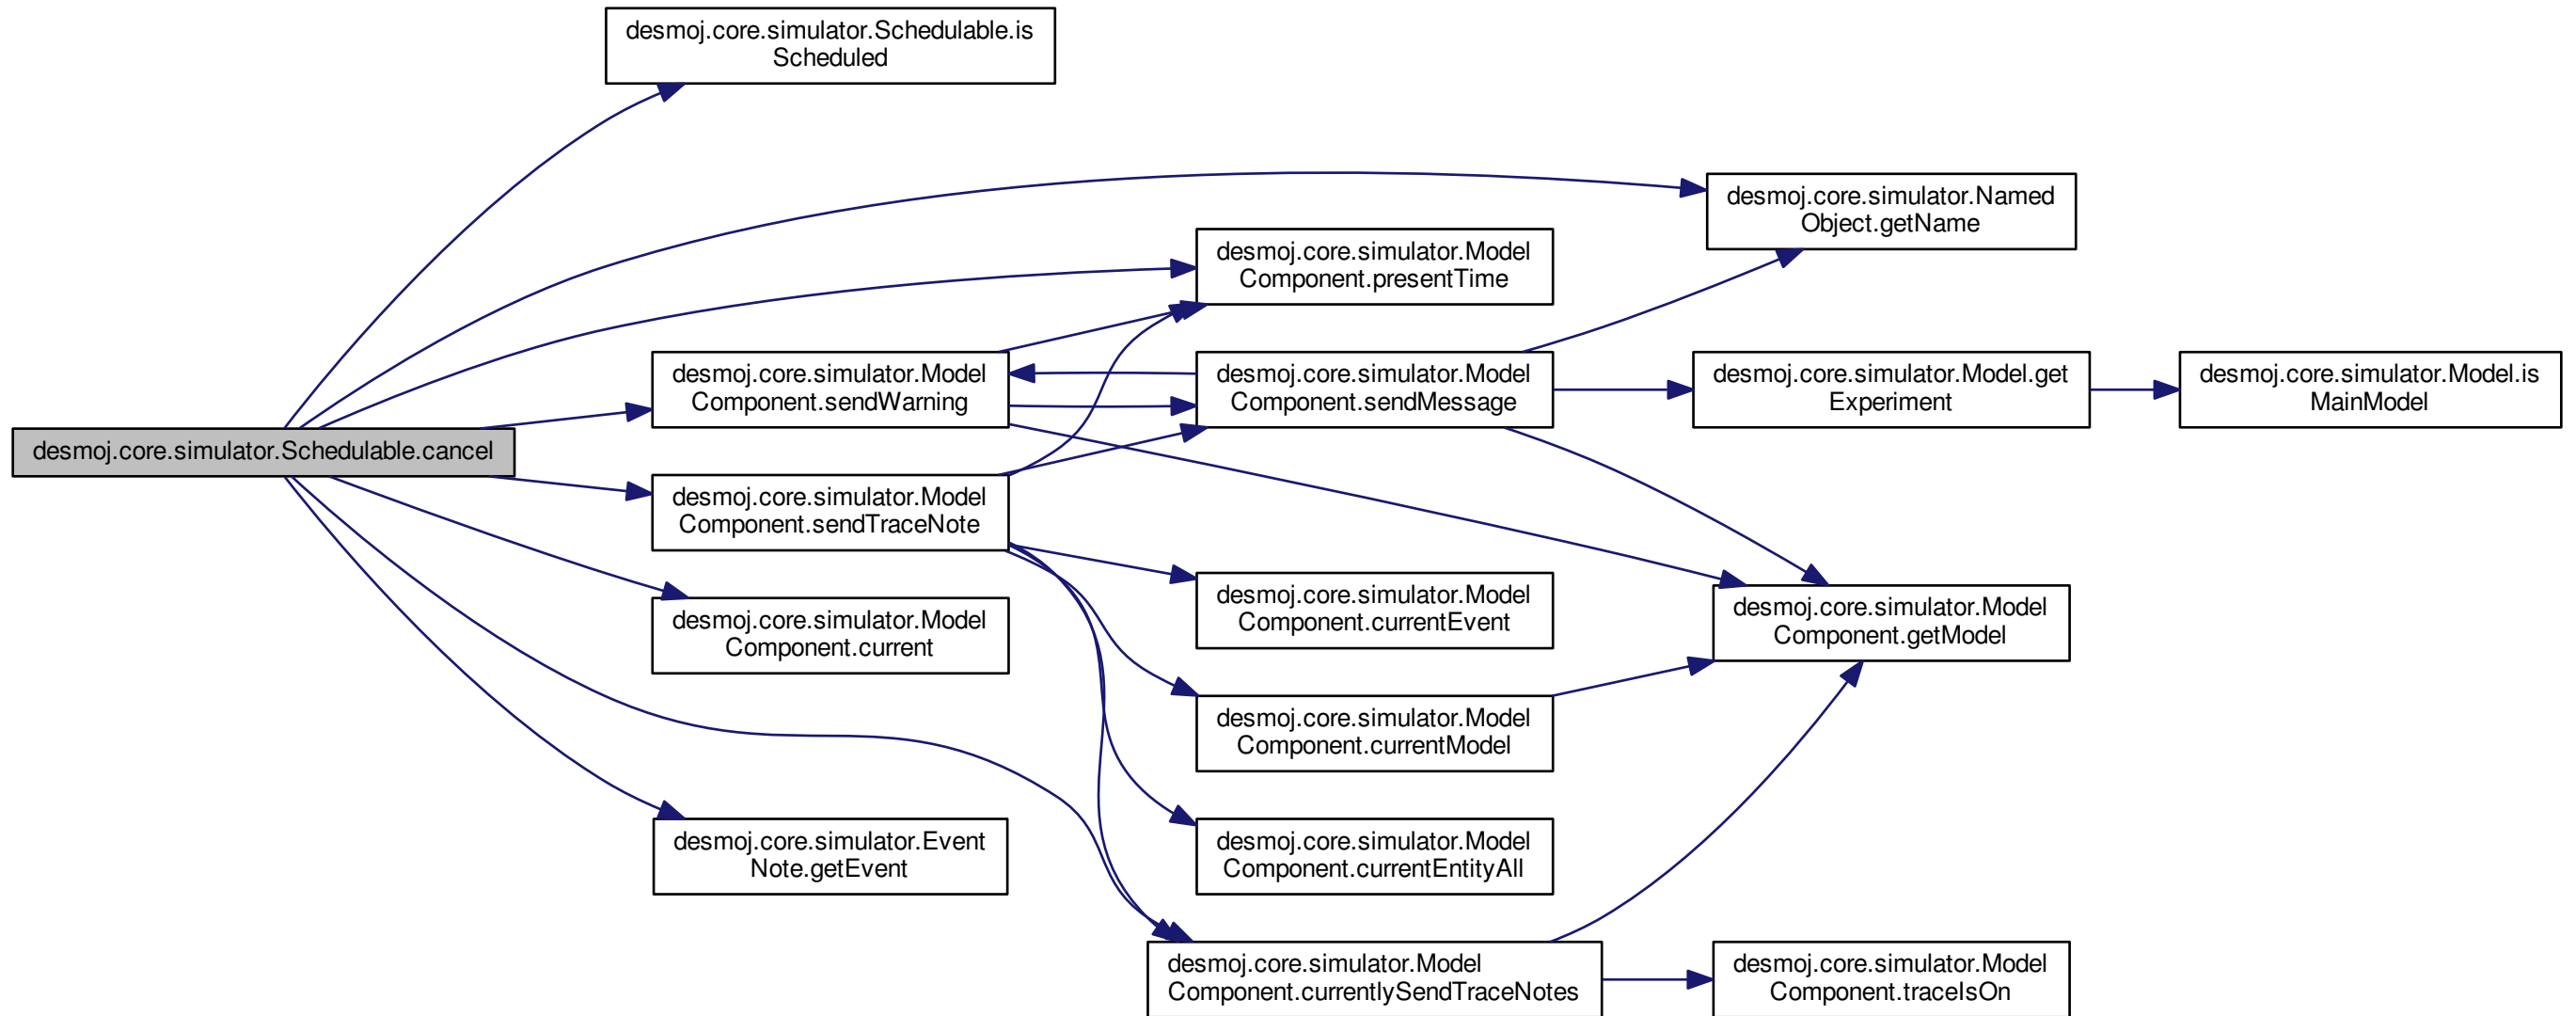 desmoj.core.simulator.Schedulable.is
Scheduled
desmoj.core.simulator.Named
Object.getName
desmoj.core.simulator.Model
Component.presentTime
desmoj.core.simulator.Model
Component.sendWarning
desmoj.core.simulator.Model
Component.sendMessage
desmoj.core.simulator.Model.get
Experiment
desmoj.core.simulator.Model.is
MainModel
desmoj.core.simulator.Schedulable.cancel
desmoj.core.simulator.Model
Component.sendTraceNote
desmoj.core.simulator.Model
Component.currentEvent
desmoj.core.simulator.Model
Component.current
desmoj.core.simulator.Model
Component.getModel
desmoj.core.simulator.Model
Component.currentModel
desmoj.core.simulator.Event
Note.getEvent
desmoj.core.simulator.Model
Component.currentEntityAll
desmoj.core.simulator.Model
Component.currentlySendTraceNotes
desmoj.core.simulator.Model
Component.traceIsOn